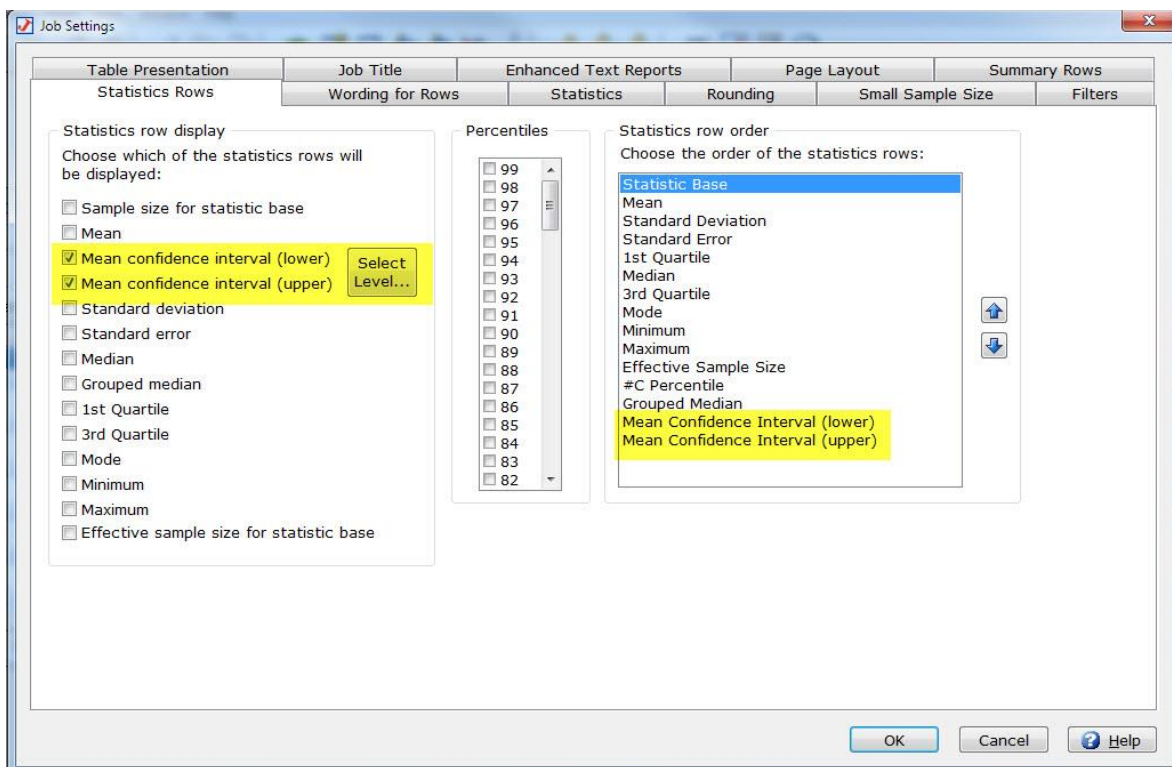 Job Settings
Table Presentation
Job Title
Enhanced Text Reports
Page Layout
Summary Rows
Statistics Rows
Wording for Rows
Statistics
Rounding
Small Sample Size
Filters
Statistics row display
Choose which of the statistics rows will
be displayed:
Sample size for statistic base
Mean
Mean confidence interval (lower)
Mean confidence interval (upper)
Select
Level...
Standard deviation
Standard error
Median
Grouped median
1st Quartile
3rd Quartile
Mode
Minimum
Maximum
Effective sample size for statistic base
Percentiles
99
98
97
96
95
94
93
92
91
90
89
88
87
86
85
84
83
82
Statistics row order
Choose the order of the statistics rows:
Statistic Base
Mean
Standard Deviation
Standard Error
1st Quartile
Median
3rd Quartile
Mode
Minimum
Maximum
Effective Sample Size
#C Percentile
Grouped Median
Mean Confidence Interval (lower)
Mean Confidence Interval (upper)
OK
Cancel
Help